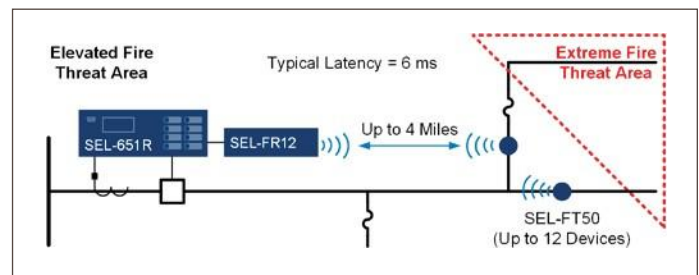 Elevated Fire
Threat Area
Typical Latency = 6 ms
Extreme Fire
Threat Area
SEL-651R
SEL-FR12
Up to 4 Miles
SEL-FT50
(Up to 12 Devices)